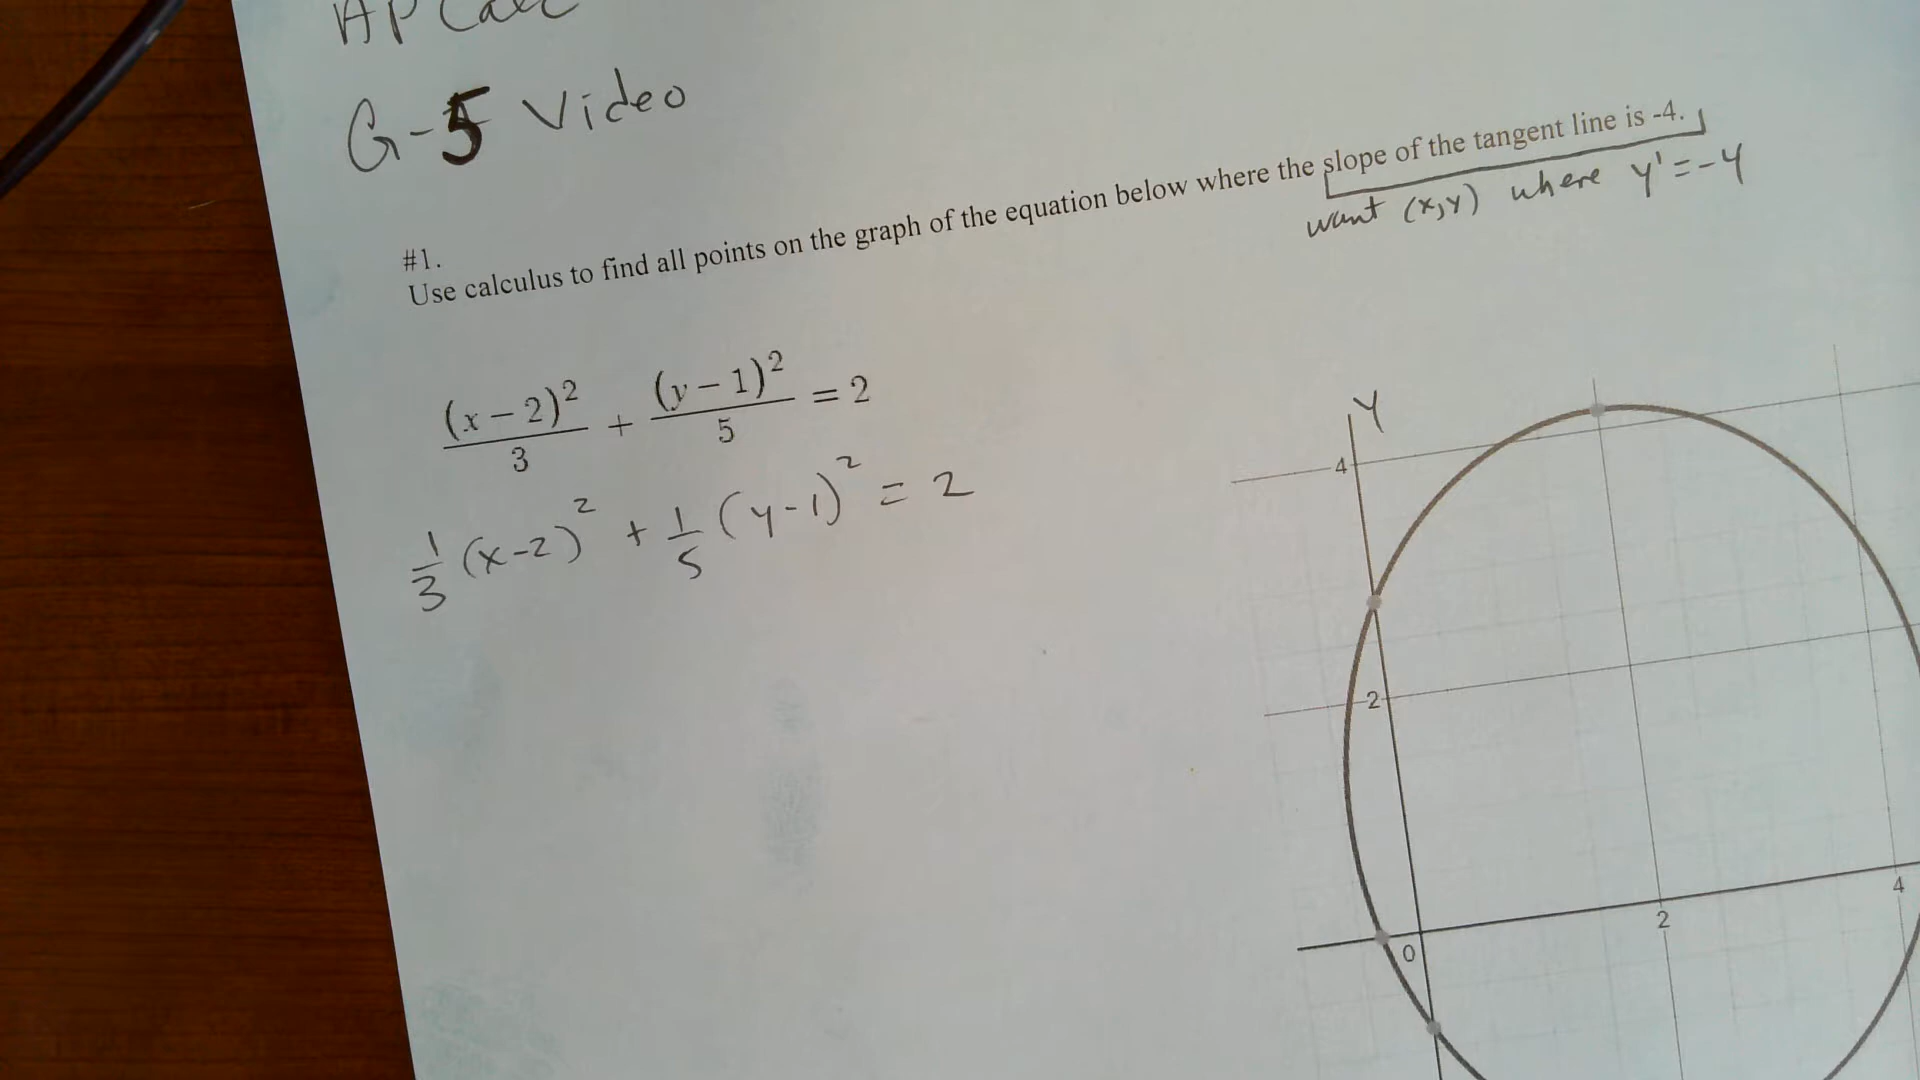 AP Calc
G-5 Video
#1.
Use calculus to find all points on the graph of the equation below where the slope of the tangent line is -4.
want (x,y) where y' = -4
(x − 2)²/3 + (y − 1)²/5 = 2
1/3 (x-2)² + 1/5 (y-1)² = 2
Y
4
2
0
2
4